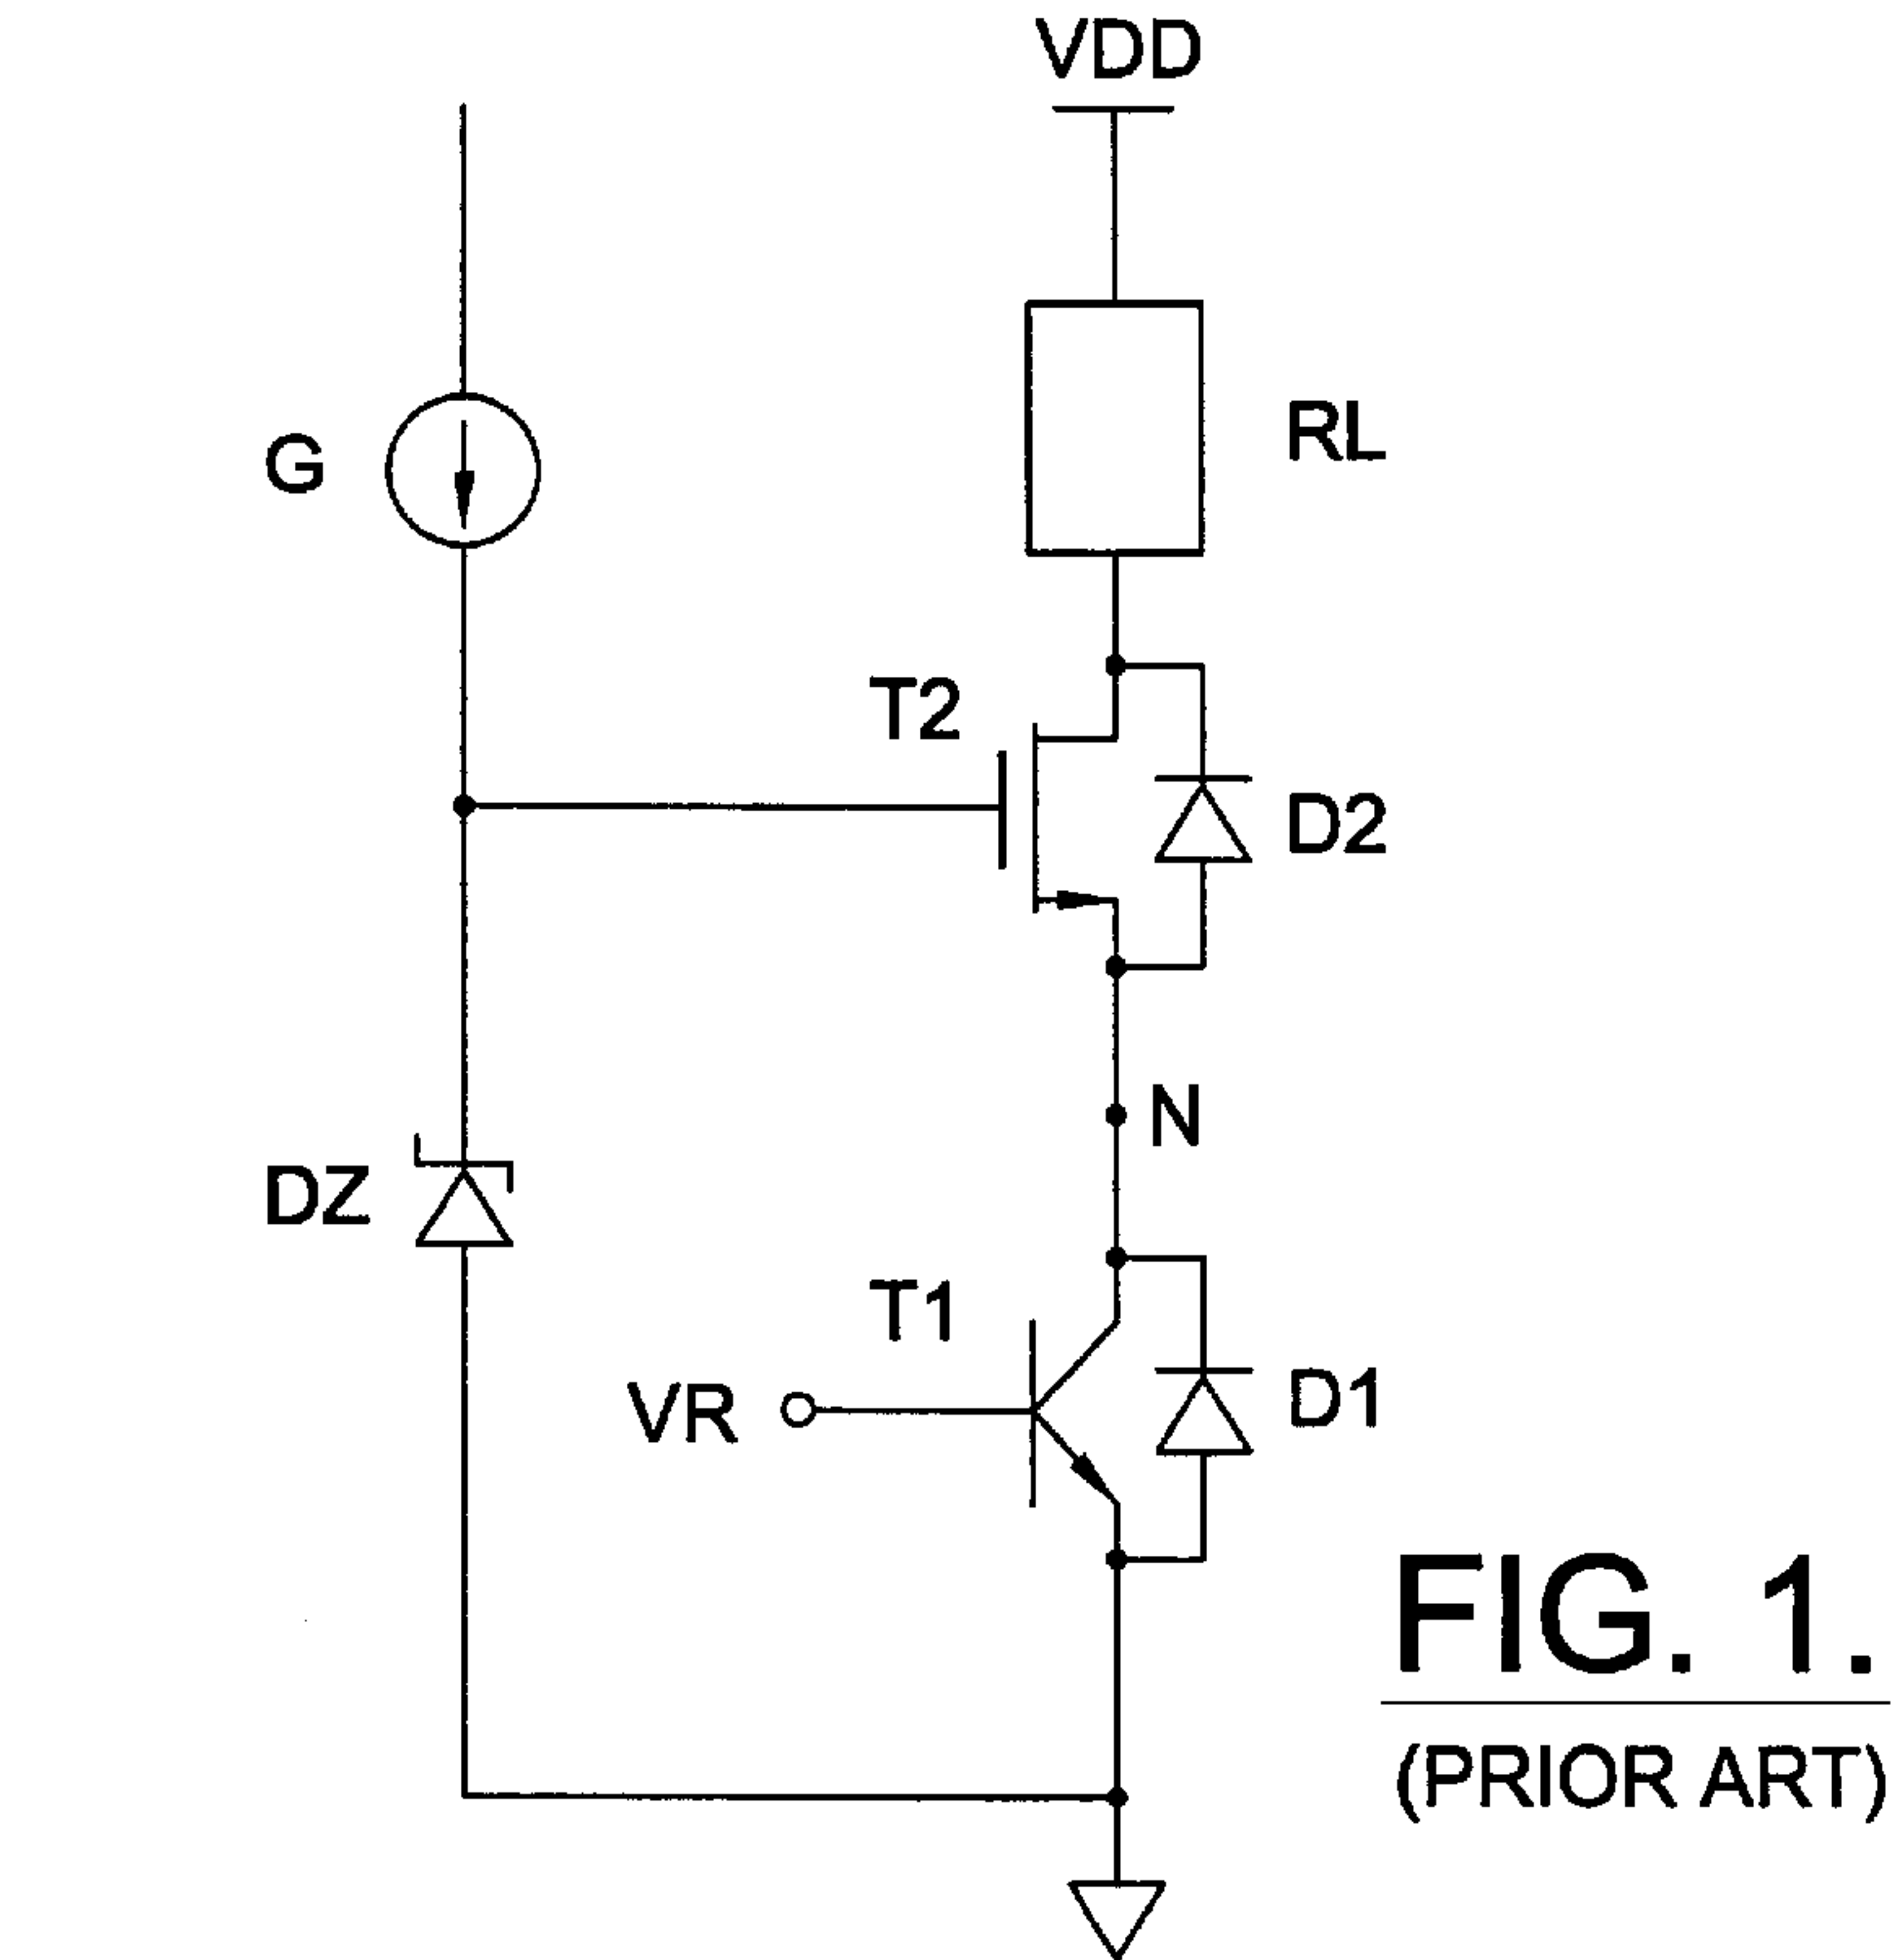 VDD
G
RL
T2
D2
N
DZ
T1
VR
D1
FIG. 1.
(PRIOR ART)